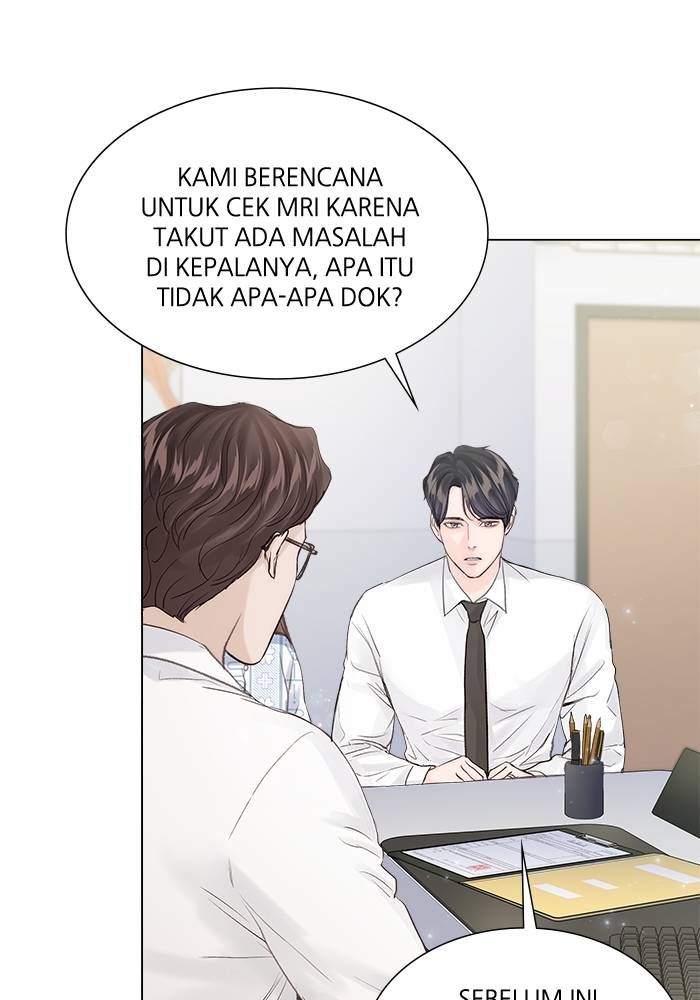 KAMI BERENCANA
UNTUK CEK MRI KARENA
TAKUT ADA MASALAH
DI KEPALANYA, APA ITU
TIDAK APA-APA DOK?
SEBELUM INI